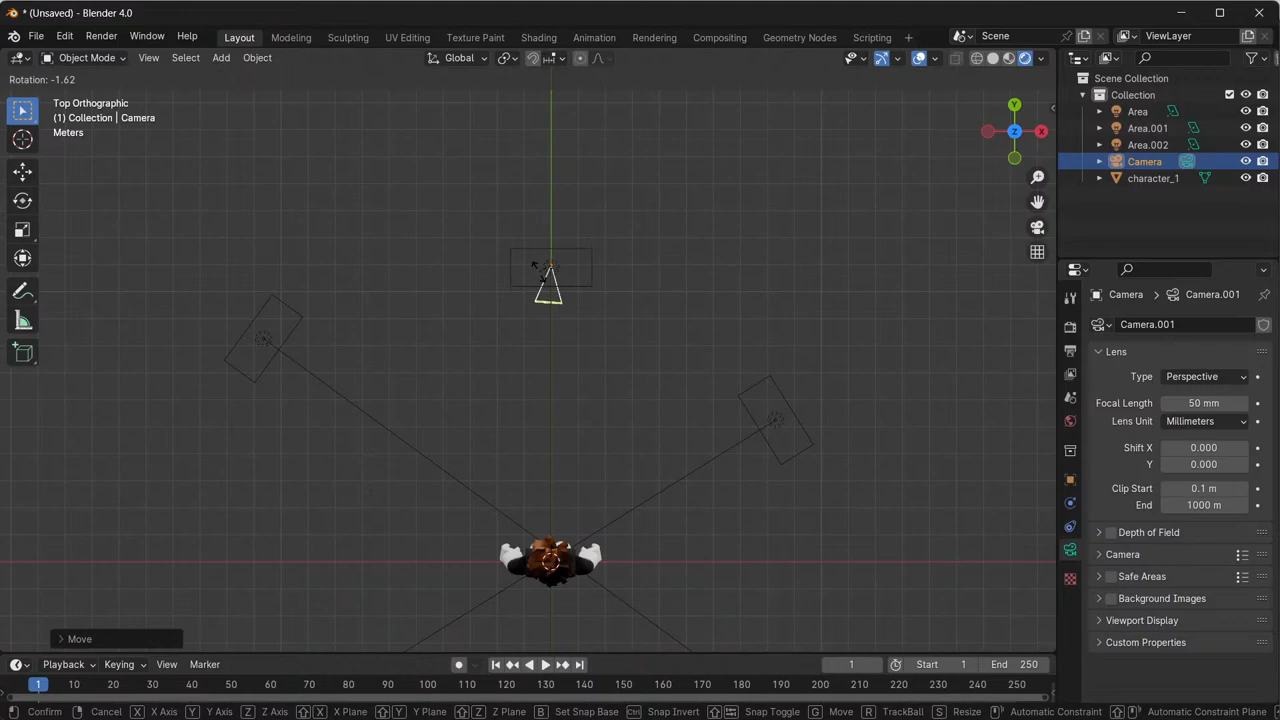 * (Unsaved) - Blender 4.0
File Edit Render Window Help Layout Modeling Sculpting UV Editing Texture Paint Shading Animation Rendering Compositing Geometry Nodes Scripting + Scene ViewLayer
Object Mode View Select Add Object Global
Rotation: -1.62
Top Orthographic
(1) Collection | Camera
Meters
Y
Z
X
Scene Collection
Collection
Area
Area.001
Area.002
Camera
character_1
Camera > Camera.001
Camera.001
Lens
Type Perspective
Focal Length 50 mm
Lens Unit Millimeters
Shift X 0.000
Y 0.000
Clip Start 0.1 m
End 1000 m
Depth of Field
Camera
Safe Areas
Background Images
Viewport Display
Custom Properties
> Move
Playback Keying View Marker 1 Start 1 End 250
1 10 20 30 40 50 60 70 80 90 100 110 120 130 140 150 160 170 180 190 200 210 220 230 240 250
Confirm Cancel X X Axis Y Y Axis Z Z Axis X X Plane Y Y Plane Z Z Plane B Set Snap Base Ctrl Snap Invert Snap Toggle G Move R TrackBall S Resize Automatic Constraint Automatic Constraint Plane